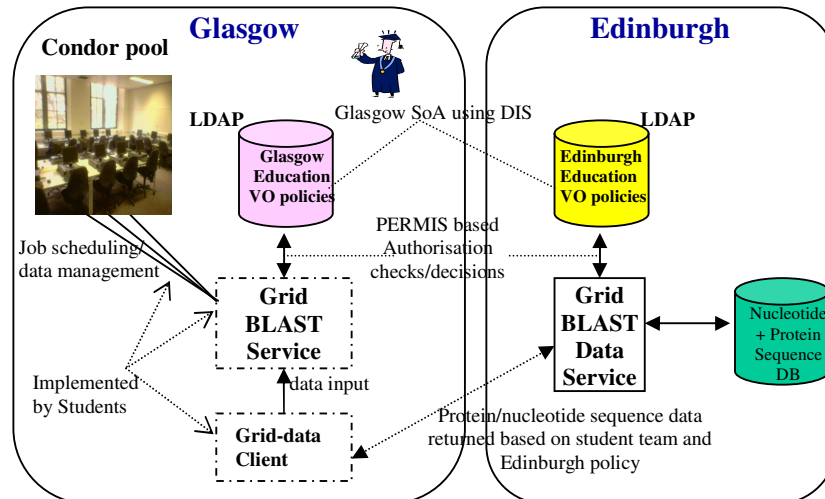 Glasgow
Edinburgh
Condor pool
Glasgow SoA using DIS
LDAP
LDAP
Glasgow
Education
VO policies
Edinburgh
Education
VO policies
Job scheduling/
data management
PERMIS based
Authorisation
checks/decisions
Grid
BLAST
Service
Grid
BLAST
Data
Service
Nucleotide
+ Protein
Sequence
DB
Implemented
by Students
data input
Grid-data
Client
Protein/nucleotide sequence data
returned based on student team and
Edinburgh policy